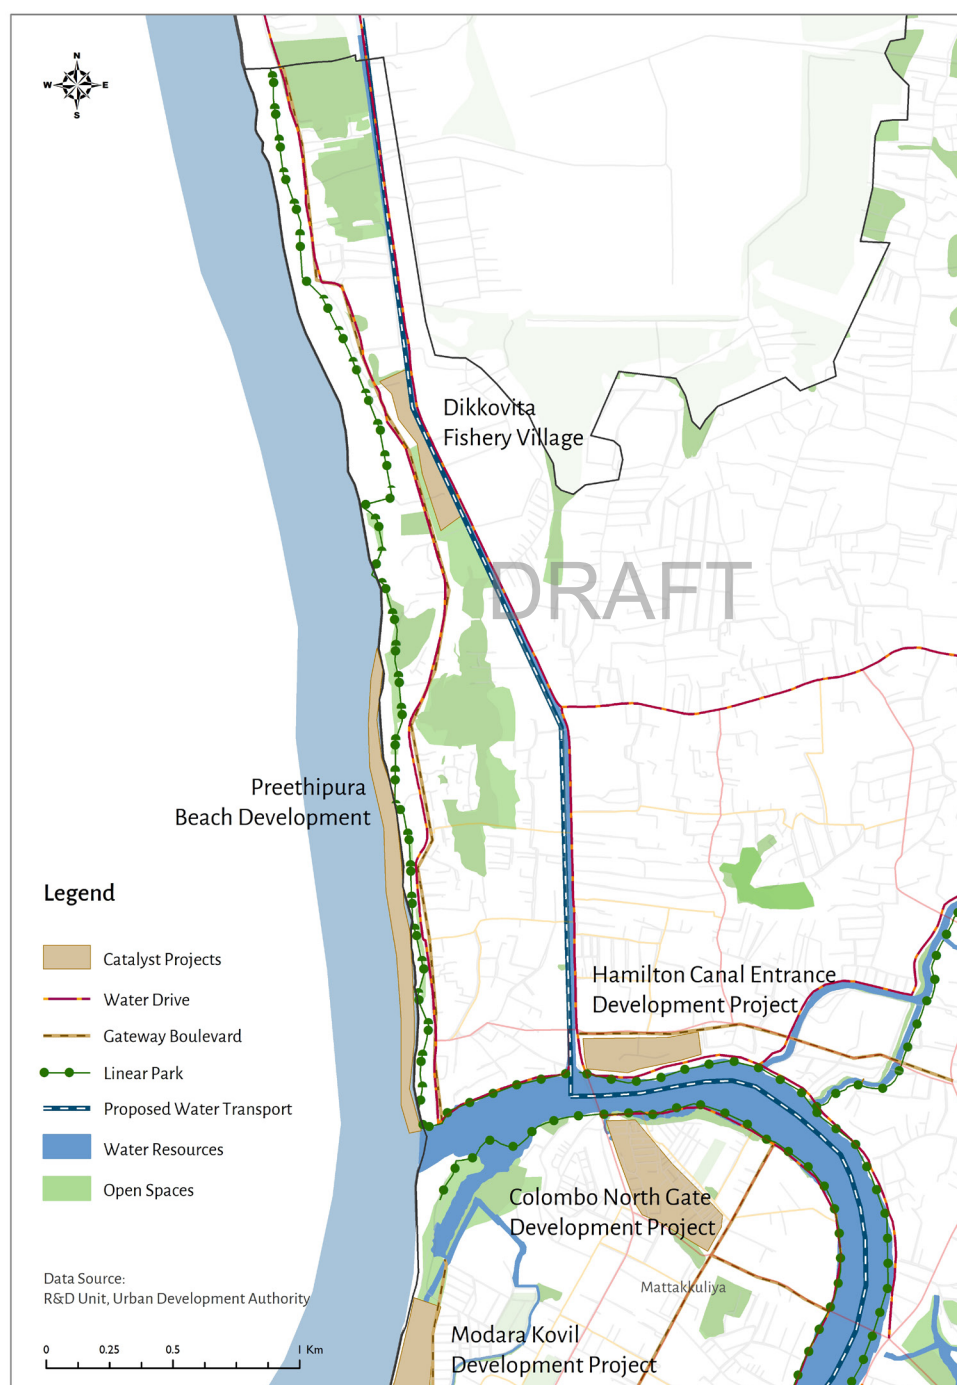 N
W E
S
Dikkovita
Fishery Village
DRAFT
Preethipura
Beach Development
Legend
Catalyst Projects
Water Drive
Gateway Boulevard
Linear Park
Proposed Water Transport
Water Resources
Open Spaces
Hamilton Canal Entrance
Development Project
Colombo North Gate
Development Project
Mattakkuliya
Data Source:
R&D Unit, Urban Development Authority
Modara Kovil
Development Project
0 0.25 0.5 1 Km